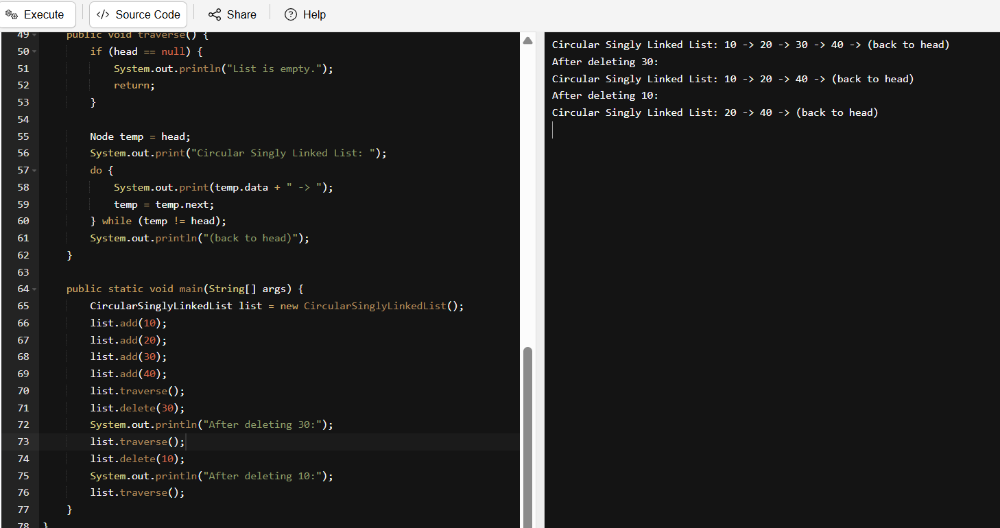 Execute
</> Source Code
Share
Help
49 public void traverse() {
50 if (head == null) {
51 System.out.println("List is empty.");
52 return;
53 }
54
55 Node temp = head;
56 System.out.print("Circular Singly Linked List: ");
57 do {
58 System.out.print(temp.data + " -> ");
59 temp = temp.next;
60 } while (temp != head);
61 System.out.println("(back to head)");
62 }
63
64 public static void main(String[] args) {
65 CircularSinglyLinkedList list = new CircularSinglyLinkedList();
66 list.add(10);
67 list.add(20);
68 list.add(30);
69 list.add(40);
70 list.traverse();
71 list.delete(30);
72 System.out.println("After deleting 30:");
73 list.traverse();
74 list.delete(10);
75 System.out.println("After deleting 10:");
76 list.traverse();
77 }
78 }
Circular Singly Linked List: 10 -> 20 -> 30 -> 40 -> (back to head)
After deleting 30:
Circular Singly Linked List: 10 -> 20 -> 40 -> (back to head)
After deleting 10:
Circular Singly Linked List: 20 -> 40 -> (back to head)